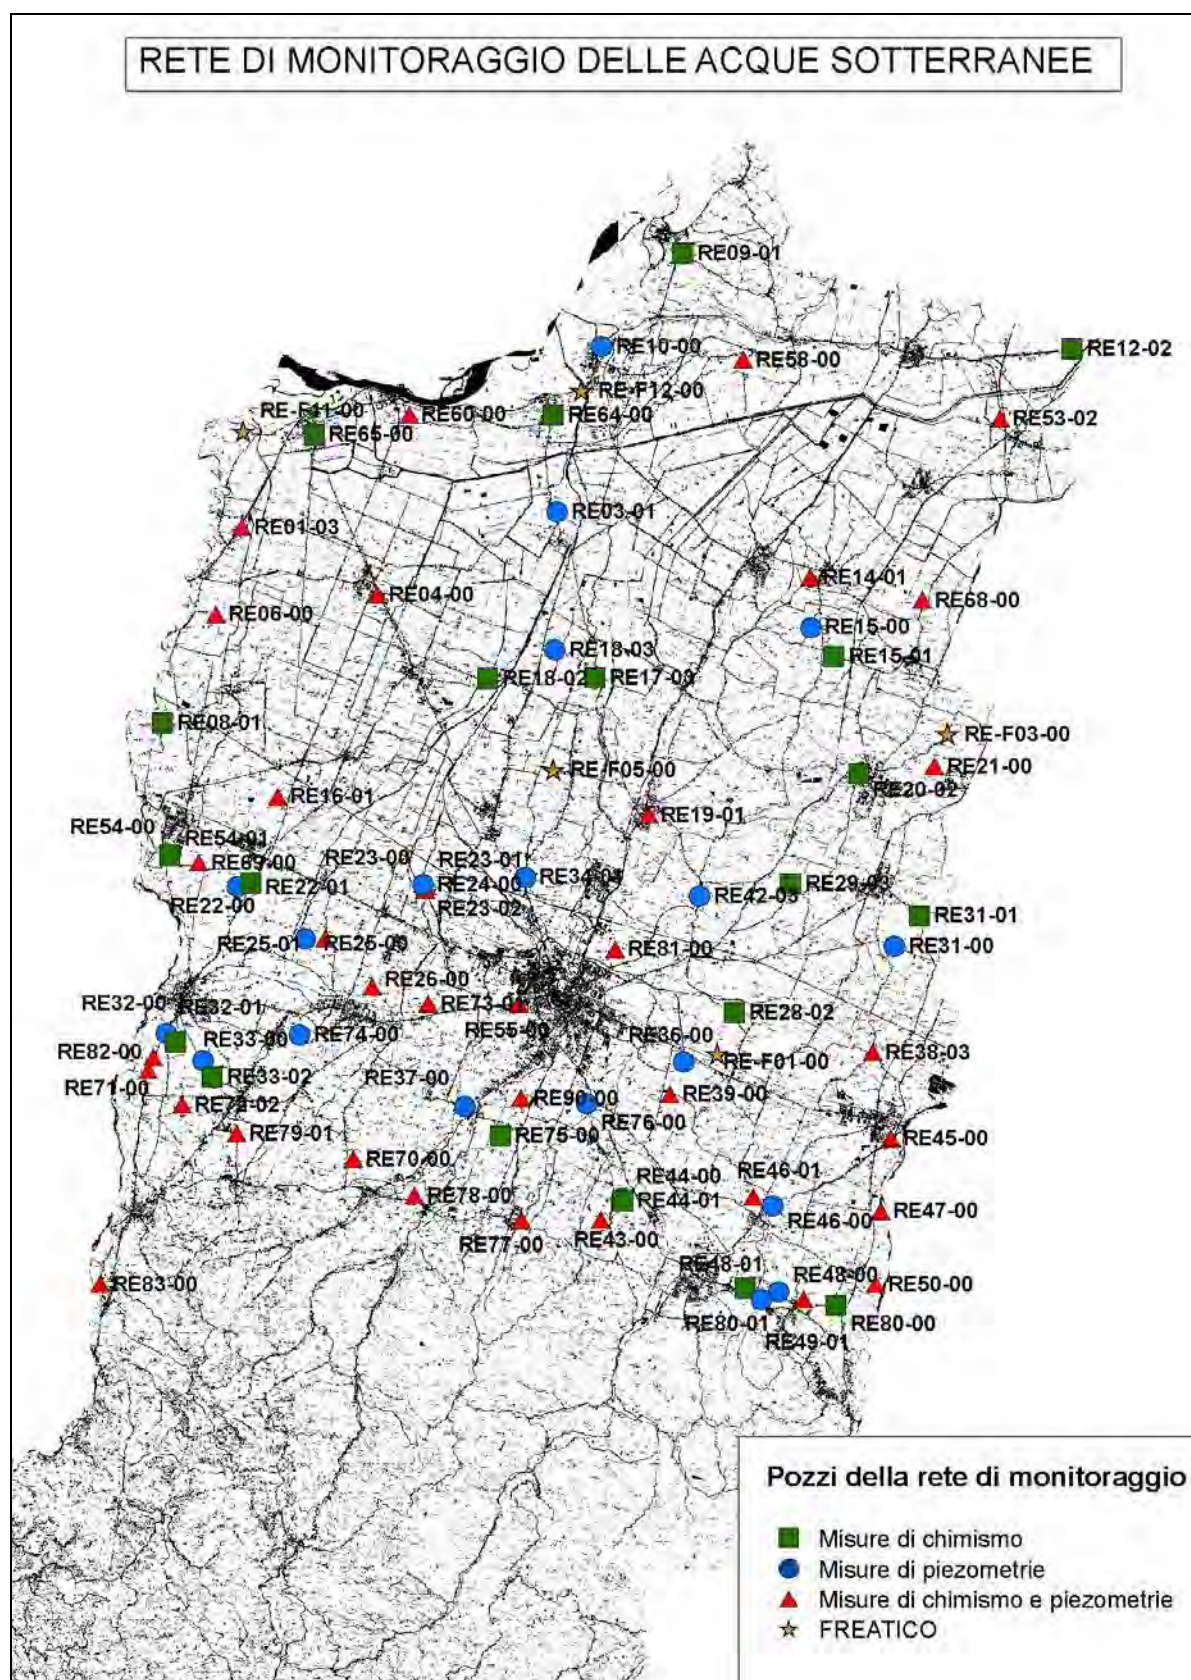 RETE DI MONITORAGGIO DELLE ACQUE SOTTERRANEE
RE09-01
RE10-00
RE58-00
RE12-02
RE-F12-00
RE-F11-00
RE60-00
RE64-00
RE53-02
RE65-00
RE03-01
RE01-03
RE14-01
RE04-00
RE68-00
RE06-00
RE15-00
RE18-03
RE15-01
RE18-02
RE17-00
RE08-01
RE-F03-00
RE-F05-00
RE21-00
RE20-02
RE16-01
RE19-01
RE54-00
RE54-01
RE69-00
RE23-00
RE23-01
RE34-01
RE22-01
RE24-00
RE29-03
RE22-00
RE23-02
RE42-03
RE31-01
RE25-01
RE25-00
RE81-00
RE31-00
RE26-00
RE32-00
RE32-01
RE73-01
RE55-00
RE28-02
RE33-00
RE74-00
RE35-00
RE82-00
RE-F01-00
RE38-03
RE71-00
RE33-02
RE37-00
RE72-02
RE90-00
RE39-00
RE76-00
RE79-01
RE75-00
RE45-00
RE70-00
RE44-00
RE46-01
RE78-00
RE44-01
RE47-00
RE46-00
RE77-00
RE43-00
RE48-01
RE48-00
RE83-00
RE50-00
RE80-01
RE80-00
RE49-01
Pozzi della rete di monitoraggio
Misure di chimismo
Misure di piezometrie
Misure di chimismo e piezometrie
FREATICO